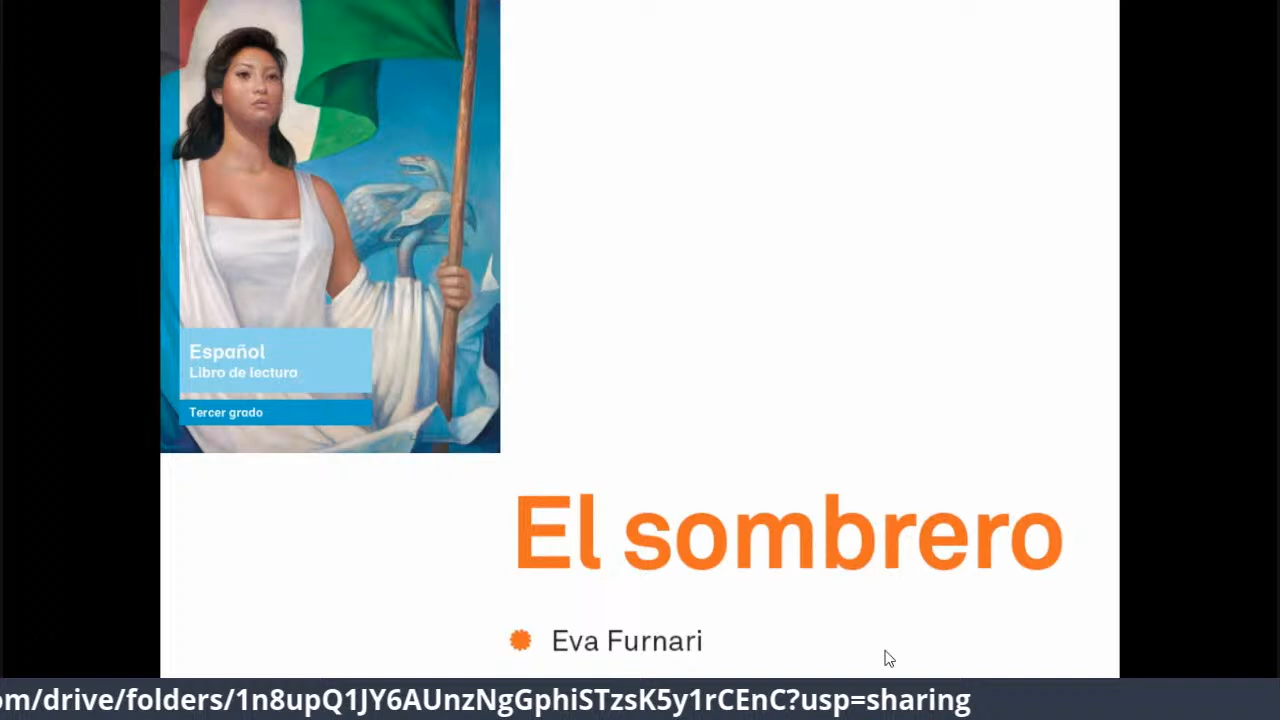 Español
Libro de lectura
Tercer grado
El sombrero
Eva Furnari
om/drive/folders/1n8upQ1JY6AUnzNgGphiSTzsK5y1rCEnC?usp=sharing